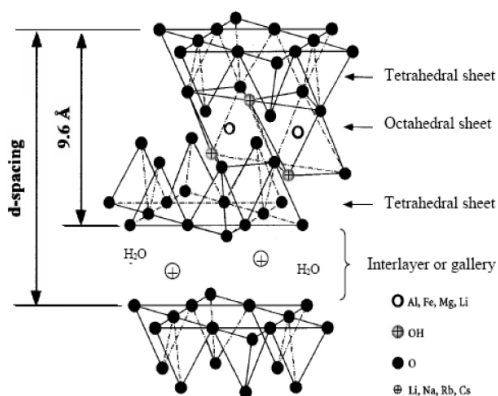 Tetrahedral sheet
Octahedral sheet
Tetrahedral sheet
9.6 Å
d-spacing
H₂O
H₂O
Interlayer or gallery
Al, Fe, Mg, Li
OH
O
Li, Na, Rb, Cs